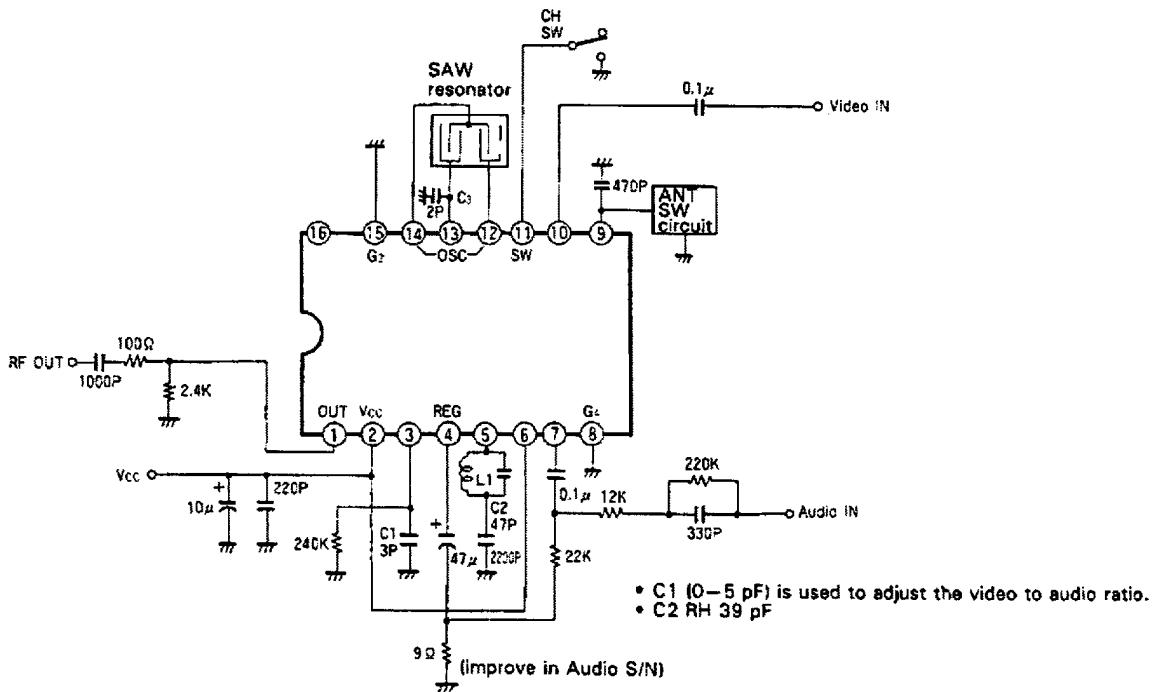 CH
SW
SAW
resonator
0.1μ
Video IN
470P
ANT
SW
circuit
C3
2P
16
15
14
13
12
11
10
9
G2
OSC
SW
RF OUT
1000P
100Ω
2.4K
OUT
Vcc
REG
G4
1
2
3
4
5
6
7
8
Vcc
+
10μ
220P
240K
C1
3P
+
47μ
L1
C2
47P
2200P
0.1μ
12K
220K
330P
Audio IN
22K
9Ω
(Improve in Audio S/N)
• C1 (0–5 pF) is used to adjust the video to audio ratio.
• C2 RH 39 pF